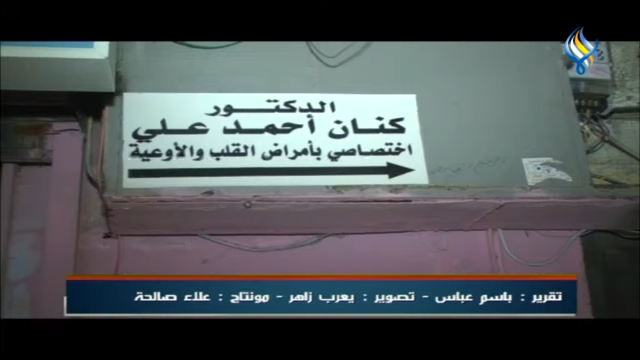 الدكتور
كنان أحمد علي
اختصاصي بأمراض القلب والأوعية
تقرير : باسم عباس - تصوير : يعرب زاهر - مونتاج : علاء صالحة